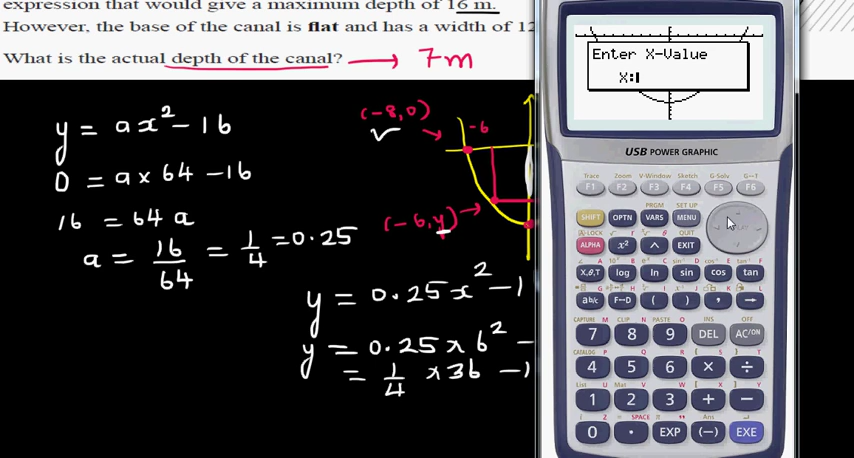 expression that would give a maximum depth of 16 m.
However, the base of the canal is flat and has a width of 12
What is the actual depth of the canal? → 7m
y = ax² - 16
0 = a × 64 - 16
16 = 64 a
a = 16/64 = 1/4 = 0.25
(-8,0)
-6
(-6,y)
y = 0.25x² - 1
y = 0.25 × 6² -
= 1/4 × 36 - 1
Enter X-Value
X:
USB POWER GRAPHIC
Trace Zoom V-Window Sketch G-Solv G↔T
F1 F2 F3 F4 F5 F6
PRGM SET UP
SHIFT OPTN VARS MENU
A-LOCK √ QUIT
ALPHA x² ^ EXIT
X,θ,T log ln sin cos tan
a b/c F↔D ( ) , →
CAPTURE M CLIP N PASTE O INS OFF
7 8 9 DEL AC/ON
CATALOG P
4 5 6 × ÷
List U Mat V
1 2 3 + -
SPACE Ans
0 . EXP (-) EXE